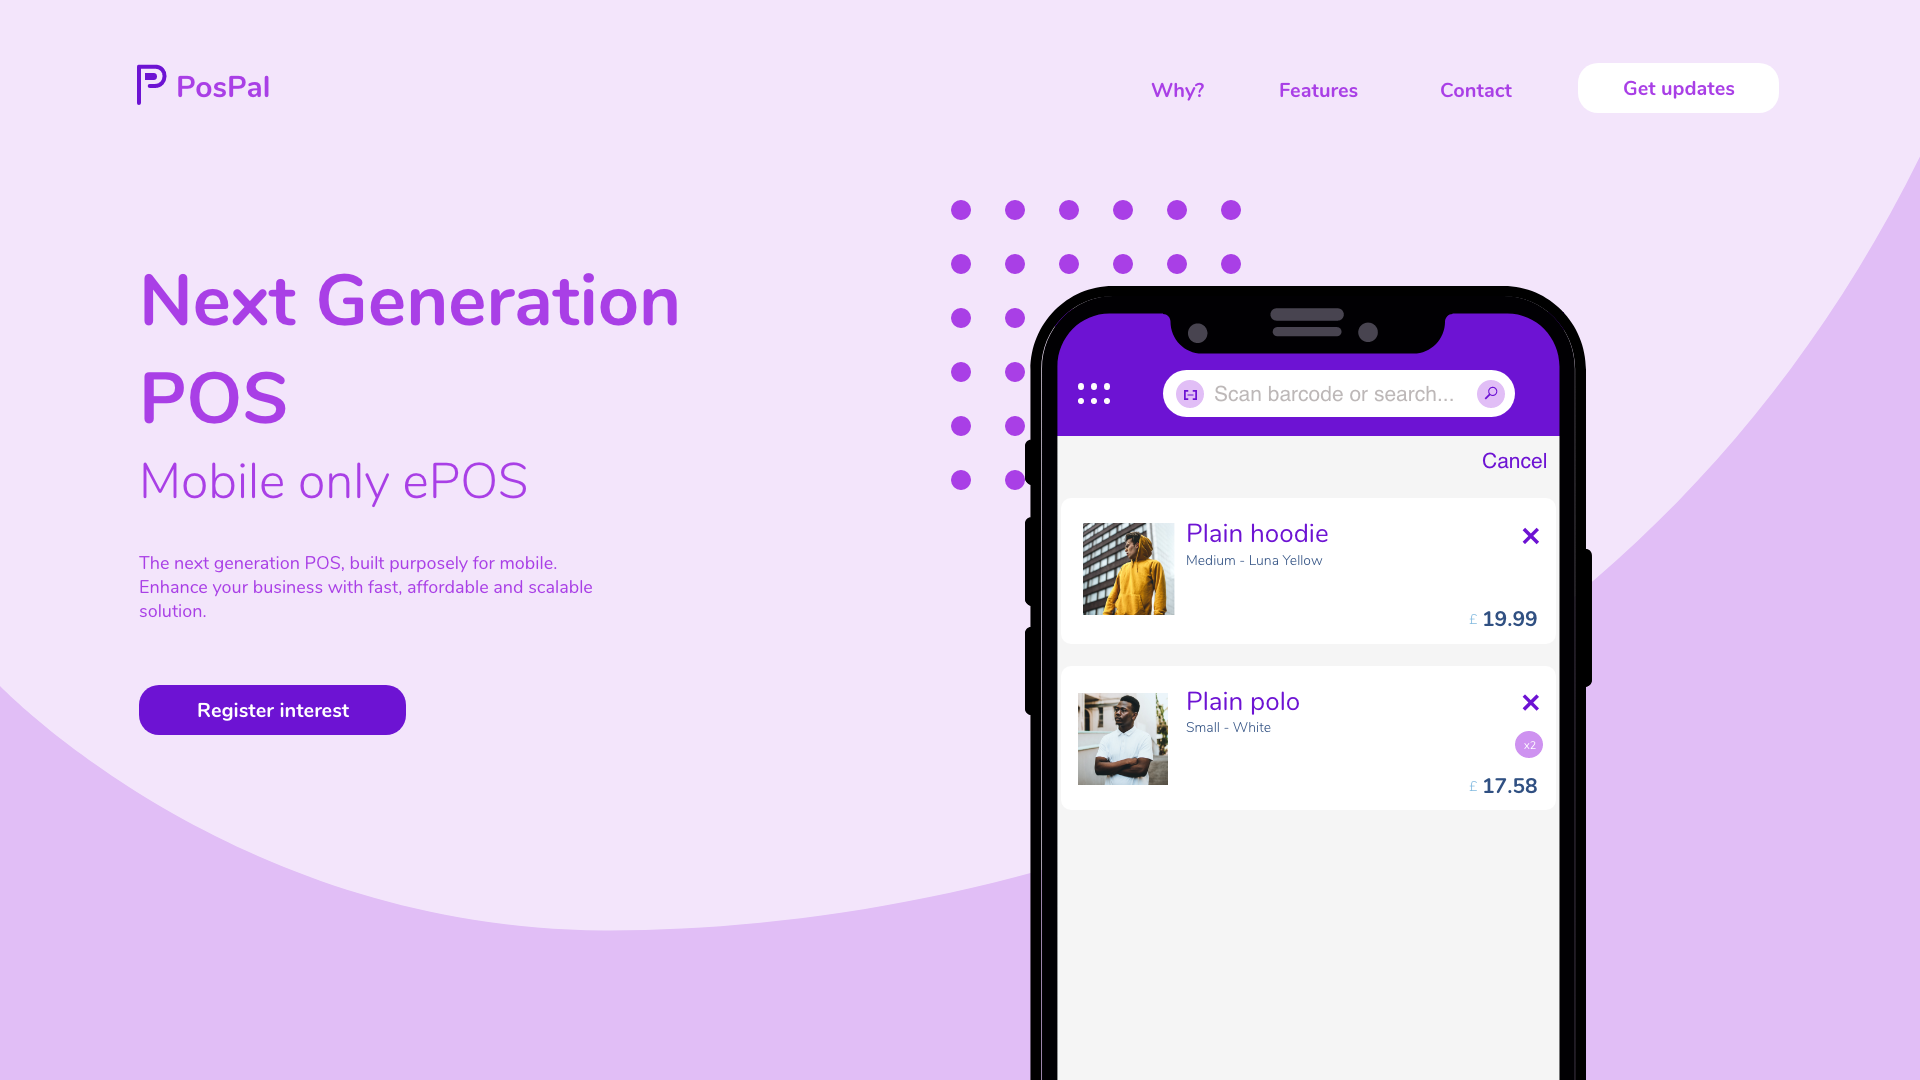 PosPal
Why?
Features
Contact
Get updates
Next Generation
POS
Mobile only ePOS
The next generation POS, built purposely for mobile.
Enhance your business with fast, affordable and scalable
solution.
Register interest
Scan barcode or search...
Cancel
Plain hoodie
Medium - Luna Yellow
£ 19.99
Plain polo
Small - White
x2
£ 17.58